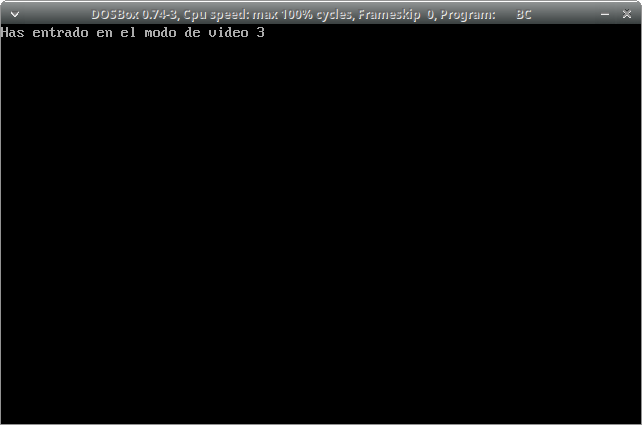 DOSBox 0.74-3, Cpu speed: max 100% cycles, Frameskip 0, Program: BC
Has entrado en el modo de video 3